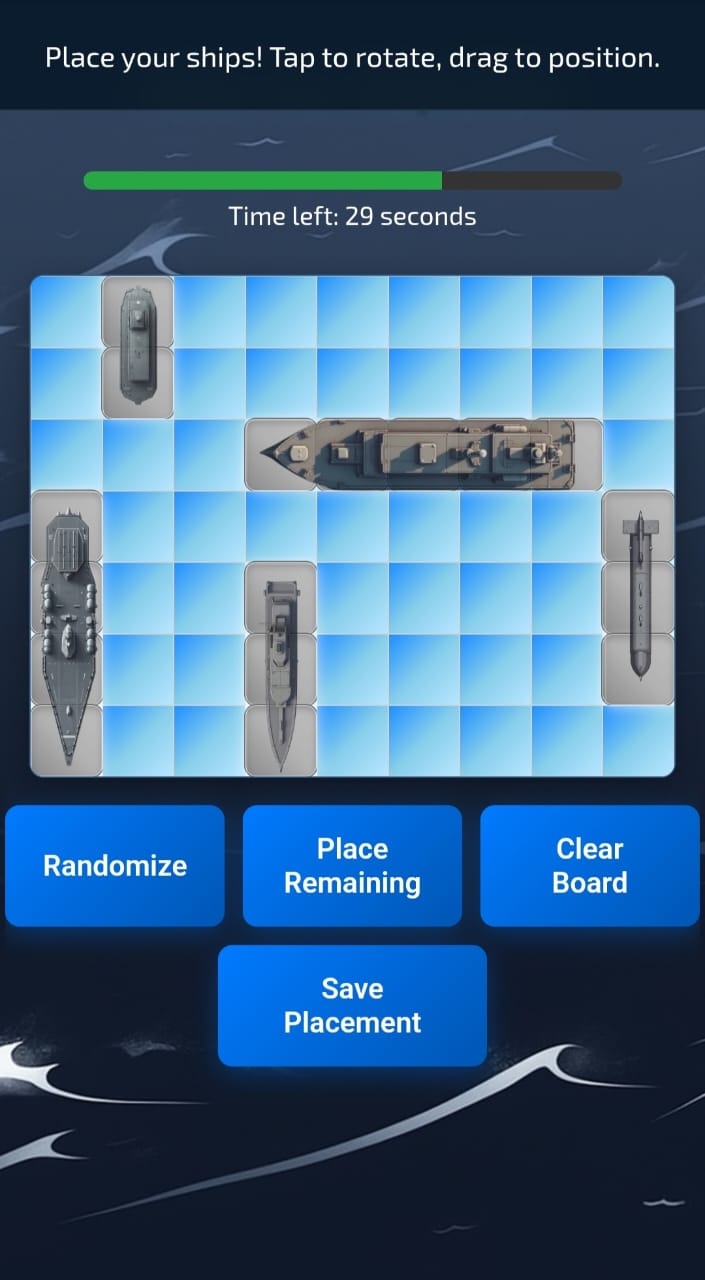 Place your ships! Tap to rotate, drag to position.
Time left: 29 seconds
Randomize
Place
Remaining
Clear
Board
Save
Placement